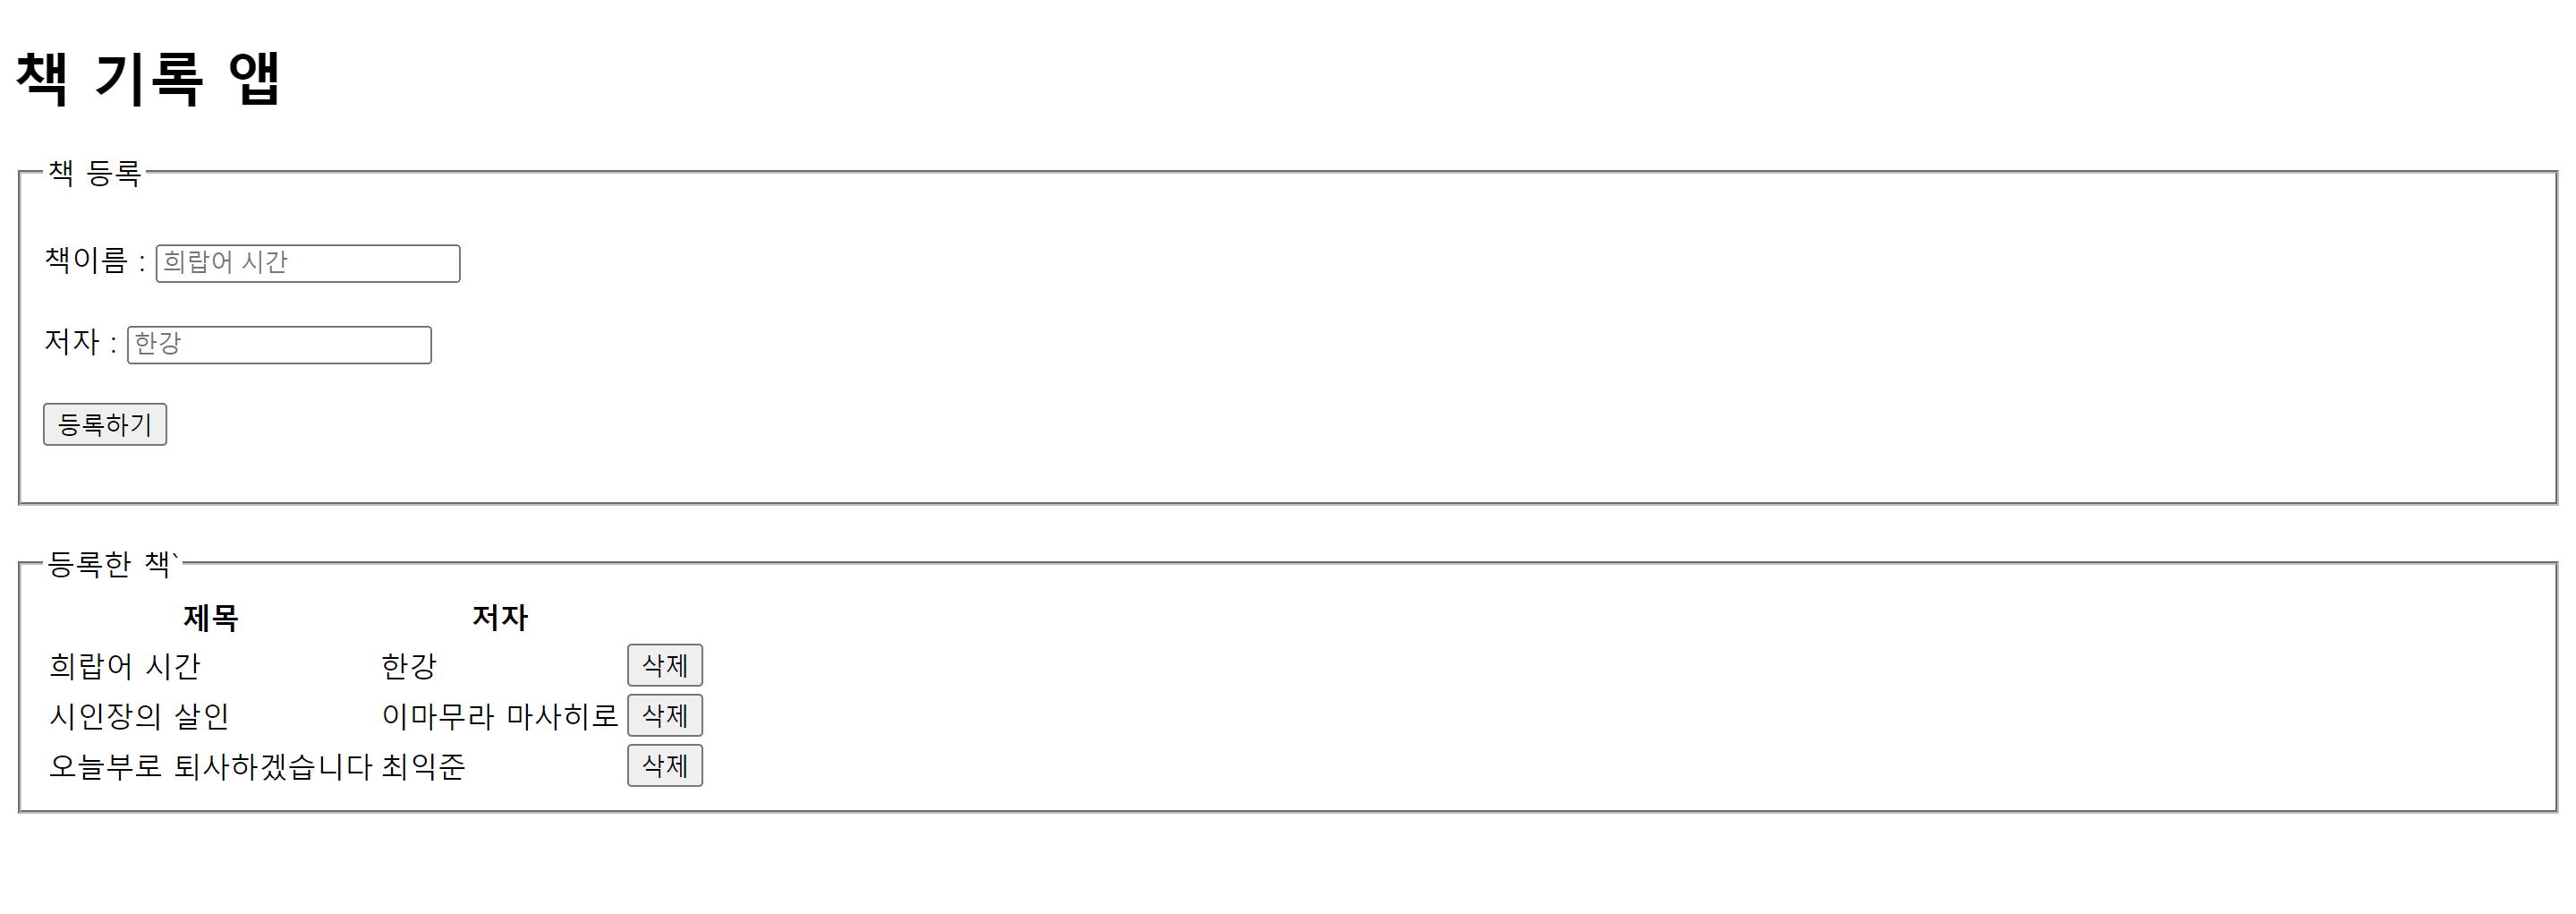 책 기록 앱
책 등록
책이름 : 희랍어 시간
저자 : 한강
등록하기
등록한 책`
제목 저자
희랍어 시간 한강 삭제
시인장의 살인 이마무라 마사히로 삭제
오늘부로 퇴사하겠습니다 최익준 삭제